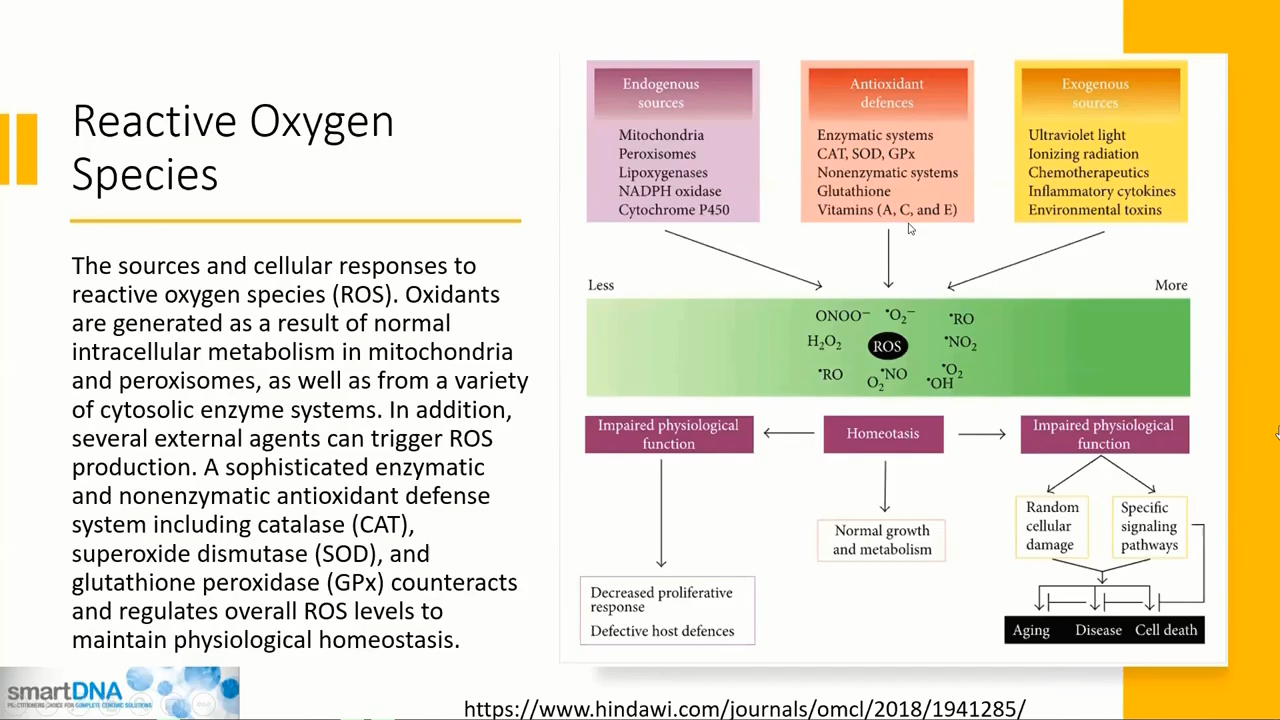 Reactive Oxygen
Species
The sources and cellular responses to
reactive oxygen species (ROS). Oxidants
are generated as a result of normal
intracellular metabolism in mitochondria
and peroxisomes, as well as from a variety
of cytosolic enzyme systems. In addition,
several external agents can trigger ROS
production. A sophisticated enzymatic
and nonenzymatic antioxidant defense
system including catalase (CAT),
superoxide dismutase (SOD), and
glutathione peroxidase (GPx) counteracts
and regulates overall ROS levels to
maintain physiological homeostasis.
Endogenous
sources
Mitochondria
Peroxisomes
Lipoxygenases
NADPH oxidase
Cytochrome P450
Antioxidant
defences
Enzymatic systems
CAT, SOD, GPx
Nonenzymatic systems
Glutathione
Vitamins (A, C, and E)
Exogenous
sources
Ultraviolet light
Ionizing radiation
Chemotherapeutics
Inflammatory cytokines
Environmental toxins
Less
More
ONOO⁻ •O₂⁻ •RO
H₂O₂ ROS •NO₂
•RO O₂ •NO •OH •O₂
Impaired physiological
function
Homeotasis
Impaired physiological
function
Decreased proliferative
response
Defective host defences
Normal growth
and metabolism
Random
cellular
damage
Specific
signaling
pathways
Aging Disease Cell death
smartDNA
PRACTITIONERS CHOICE FOR COMPLETE GENOMIC SOLUTIONS
https://www.hindawi.com/journals/omcl/2018/1941285/